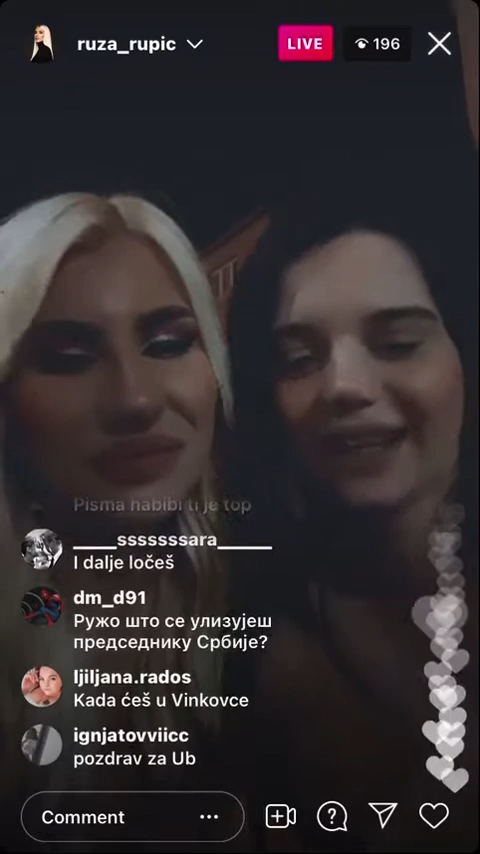 ruza_rupic
LIVE
196
Pisma habibi ti je top
____sssssssara_____
I dalje ločeš
dm_d91
Ружо што се улизујеш
председнику Србије?
ljiljana.rados
Kada ćeš u Vinkovce
ignjatovviicc
pozdrav za Ub
Comment